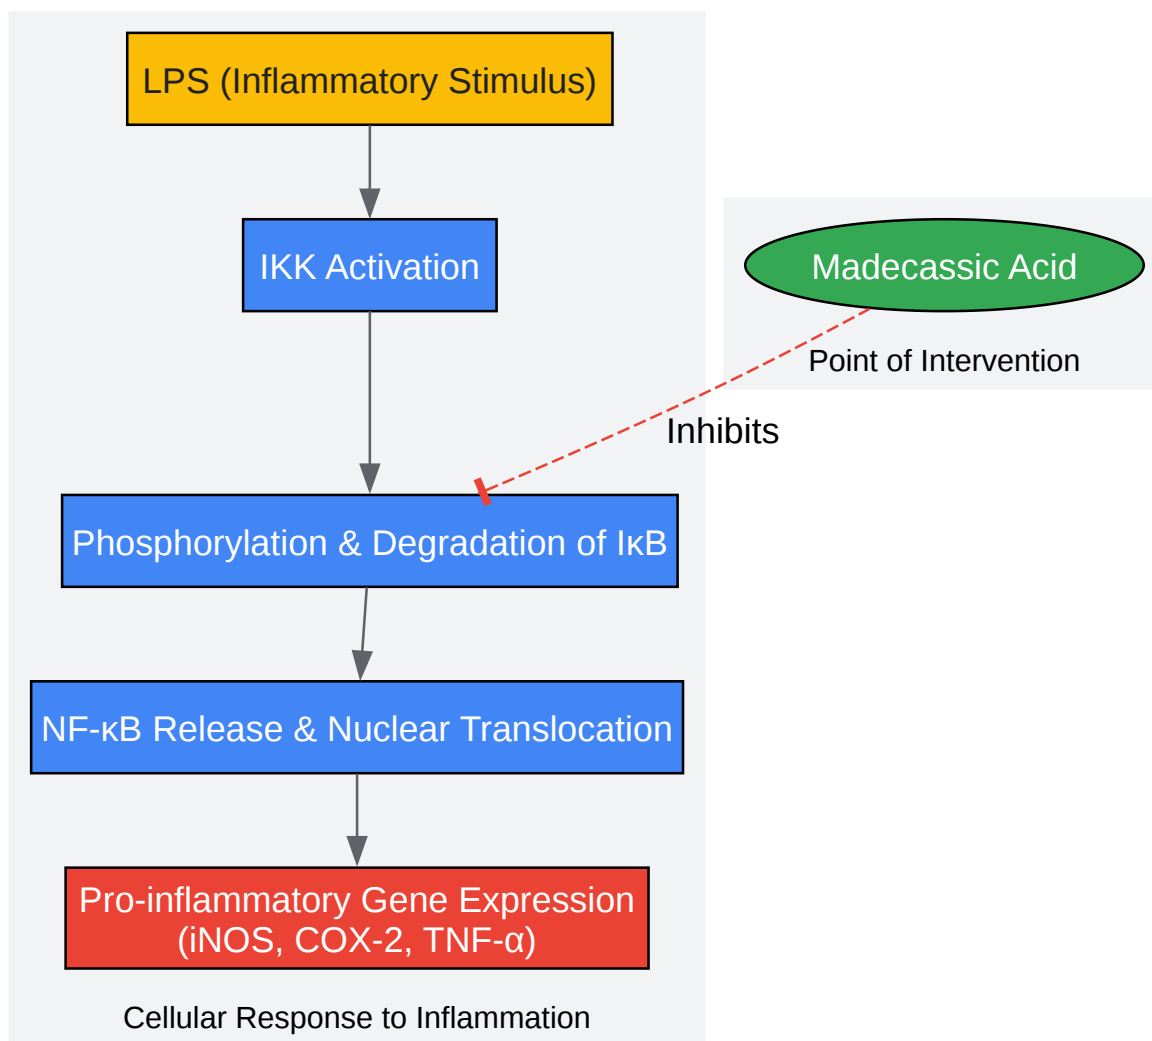 LPS (Inflammatory Stimulus)
IKK Activation
Madecassic Acid
Point of Intervention
Inhibits
Phosphorylation & Degradation of IκB
NF-κB Release & Nuclear Translocation
Pro-inflammatory Gene Expression
(iNOS, COX-2, TNF-α)
Cellular Response to Inflammation